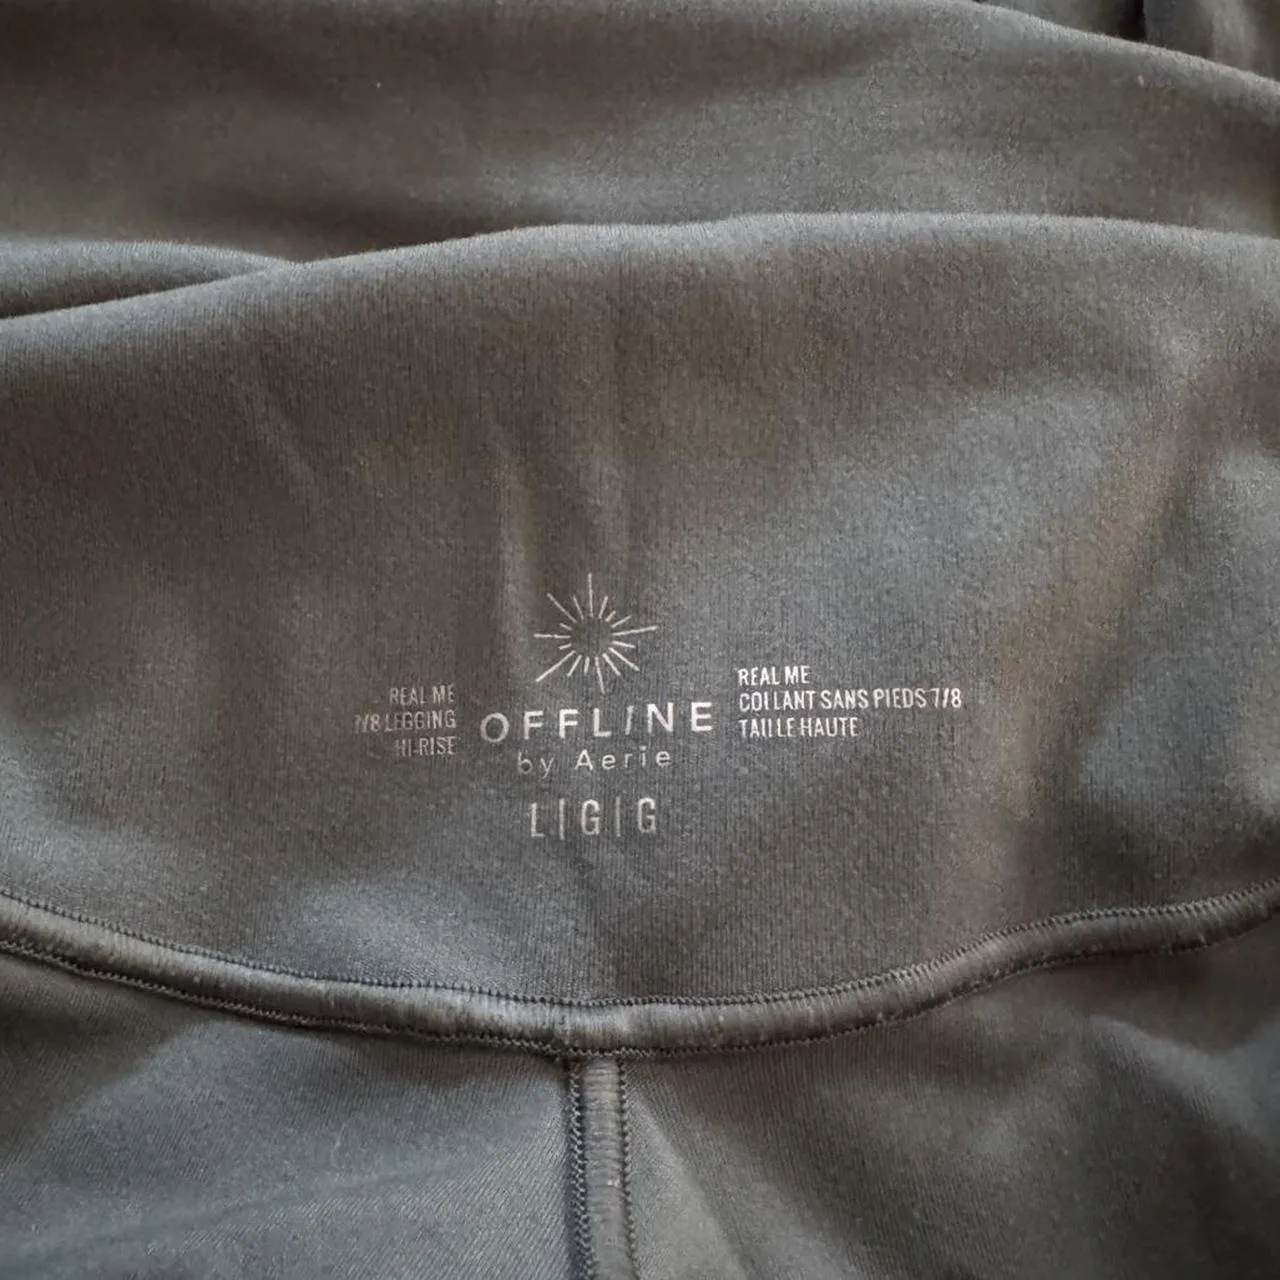 REAL ME
7/8 LEGGING
HI-RISE
OFFLINE
by Aerie
L|G|G
REAL ME
COLLANT SANS PIEDS 7/8
TAILLE HAUTE